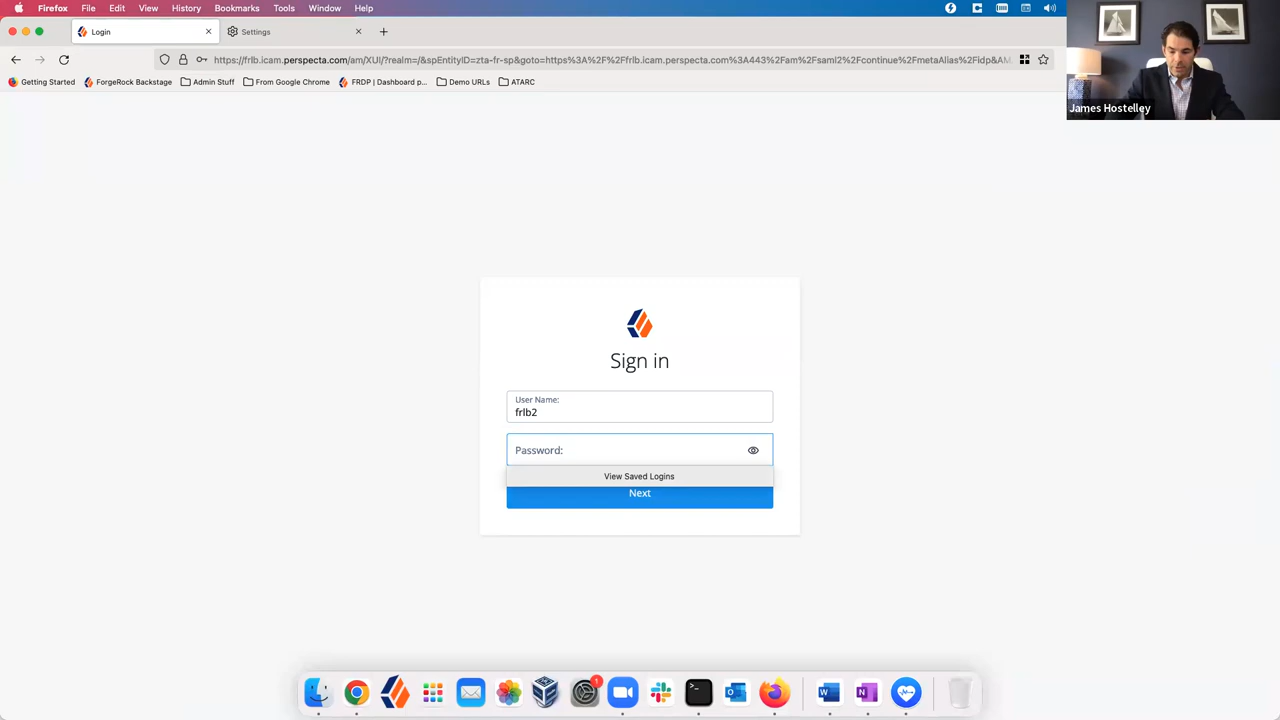 Firefox File Edit View History Bookmarks Tools Window Help
Login
Settings
https://frlb.icam.perspecta.com/am/XUI/?realm=/&spEntityID=zta-fr-sp&goto=https%3A%2F%2Ffrlb.icam.perspecta.com%3A443%2Fam%2Fsaml2%2Fcontinue%2FmetaAlias%2Fidp&AM
Getting Started ForgeRock Backstage Admin Stuff From Google Chrome FRDP | Dashboard p... Demo URLs ATARC
James Hostelley
Sign in
User Name:
frlb2
Password:
View Saved Logins
Next
1